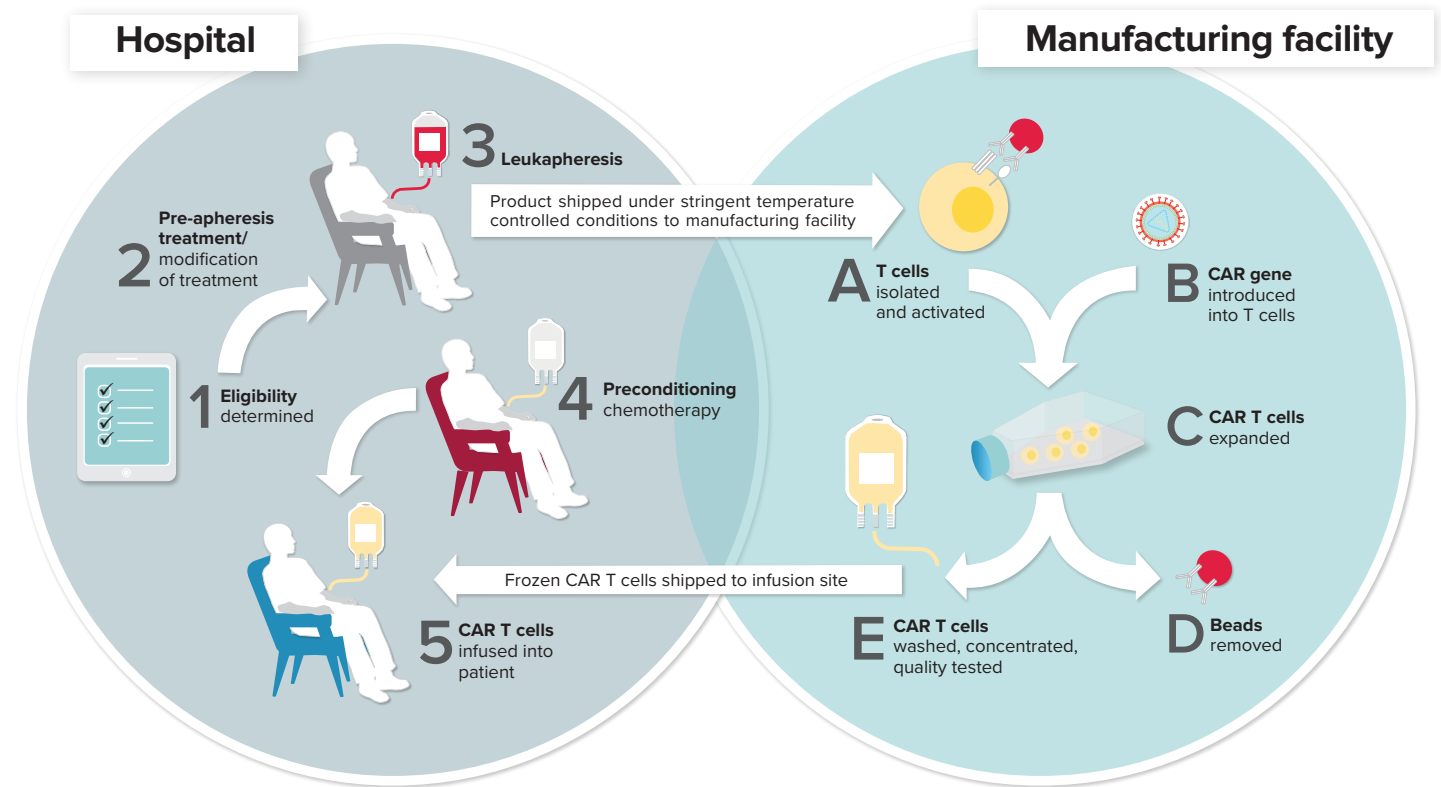 Hospital
Manufacturing facility
3 Leukapheresis
Product shipped under stringent temperature
controlled conditions to manufacturing facility
Pre-apheresis
treatment/
2 modification
of treatment
A T cells
isolated
and activated
B CAR gene
introduced
into T cells
1 Eligibility
determined
4 Preconditioning
chemotherapy
C CAR T cells
expanded
Frozen CAR T cells shipped to infusion site
5 CAR T cells
infused into
patient
E CAR T cells
washed, concentrated,
quality tested
D Beads
removed